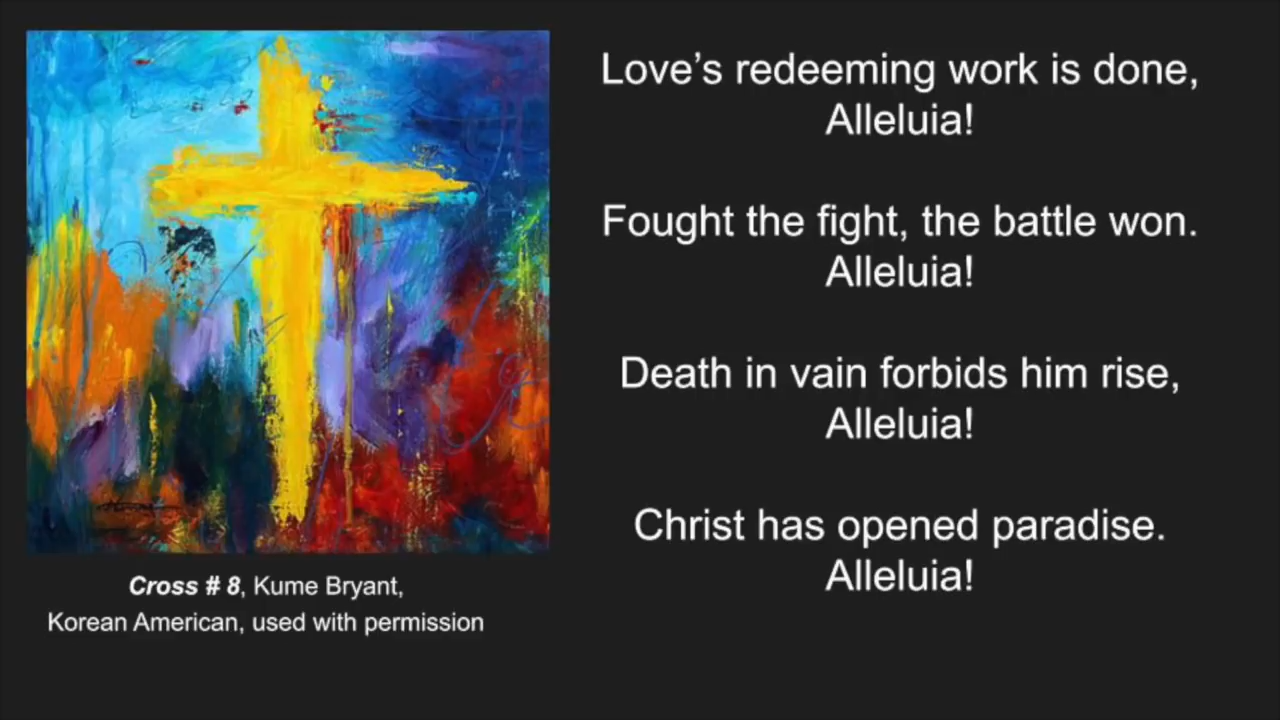 Love’s redeeming work is done,
Alleluia!
Fought the fight, the battle won.
Alleluia!
Death in vain forbids him rise,
Alleluia!
Christ has opened paradise.
Alleluia!
Cross # 8, Kume Bryant,
Korean American, used with permission